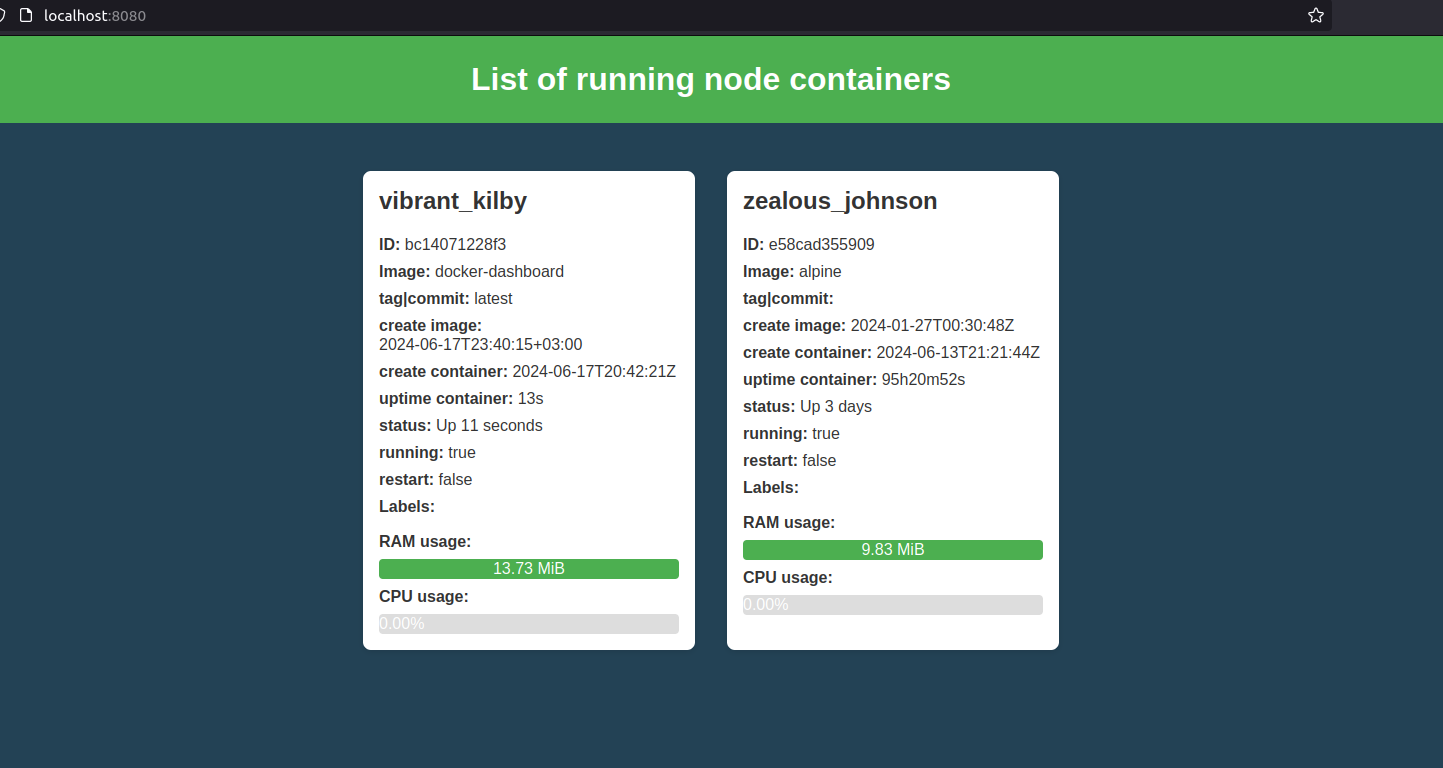 localhost:8080
List of running node containers
vibrant_kilby
ID: bc14071228f3
Image: docker-dashboard
tag|commit: latest
create image:
2024-06-17T23:40:15+03:00
create container: 2024-06-17T20:42:21Z
uptime container: 13s
status: Up 11 seconds
running: true
restart: false
Labels:
RAM usage:
13.73 MiB
CPU usage:
0.00%
zealous_johnson
ID: e58cad355909
Image: alpine
tag|commit:
create image: 2024-01-27T00:30:48Z
create container: 2024-06-13T21:21:44Z
uptime container: 95h20m52s
status: Up 3 days
running: true
restart: false
Labels:
RAM usage:
9.83 MiB
CPU usage:
0.00%